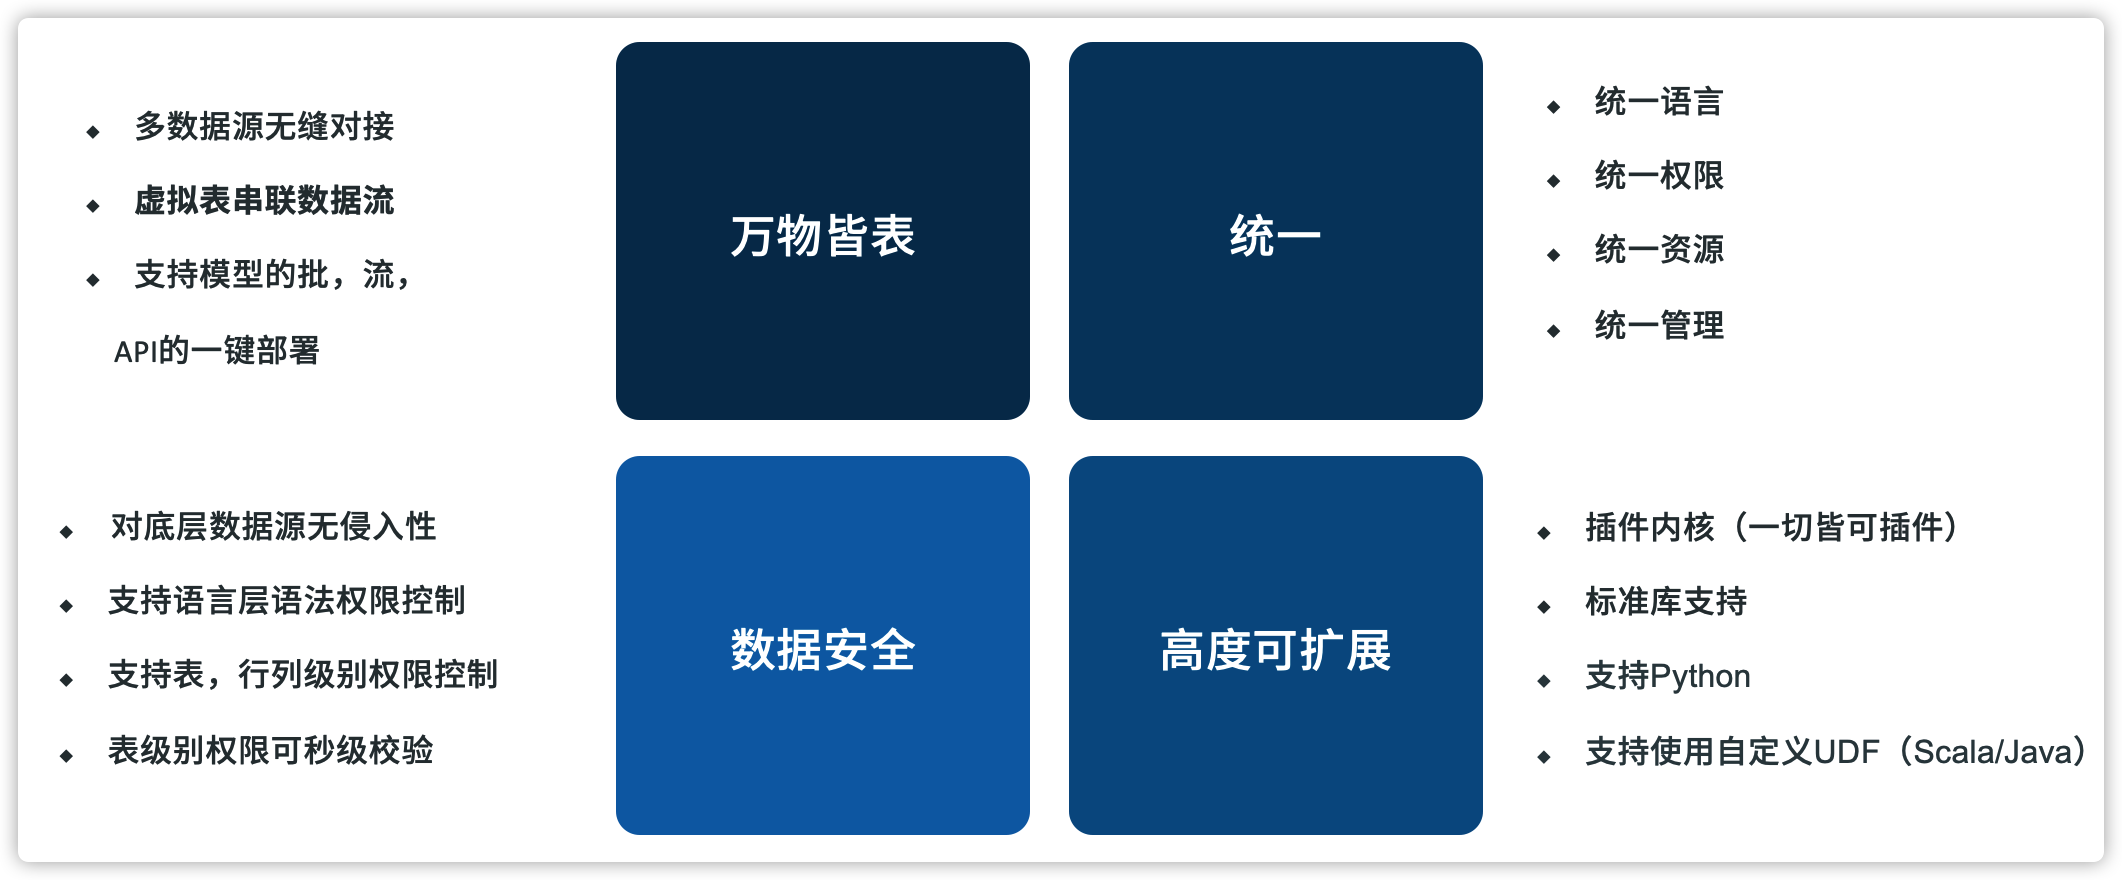 多数据源无缝对接
虚拟表串联数据流
支持模型的批，流，
API的一键部署
万物皆表
统一
统一语言
统一权限
统一资源
统一管理
对底层数据源无侵入性
支持语言层语法权限控制
支持表，行列级别权限控制
表级别权限可秒级校验
数据安全
高度可扩展
插件内核（一切皆可插件）
标准库支持
支持Python
支持使用自定义UDF（Scala/Java）